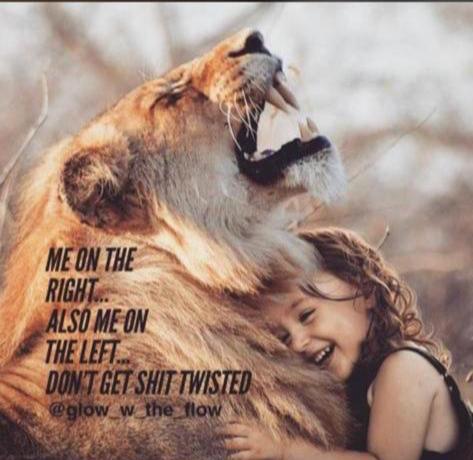 ME ON THE
RIGHT...
ALSO ME ON
THE LEFT...
DON'T GET SHIT TWISTED
@glow_w_the_flow